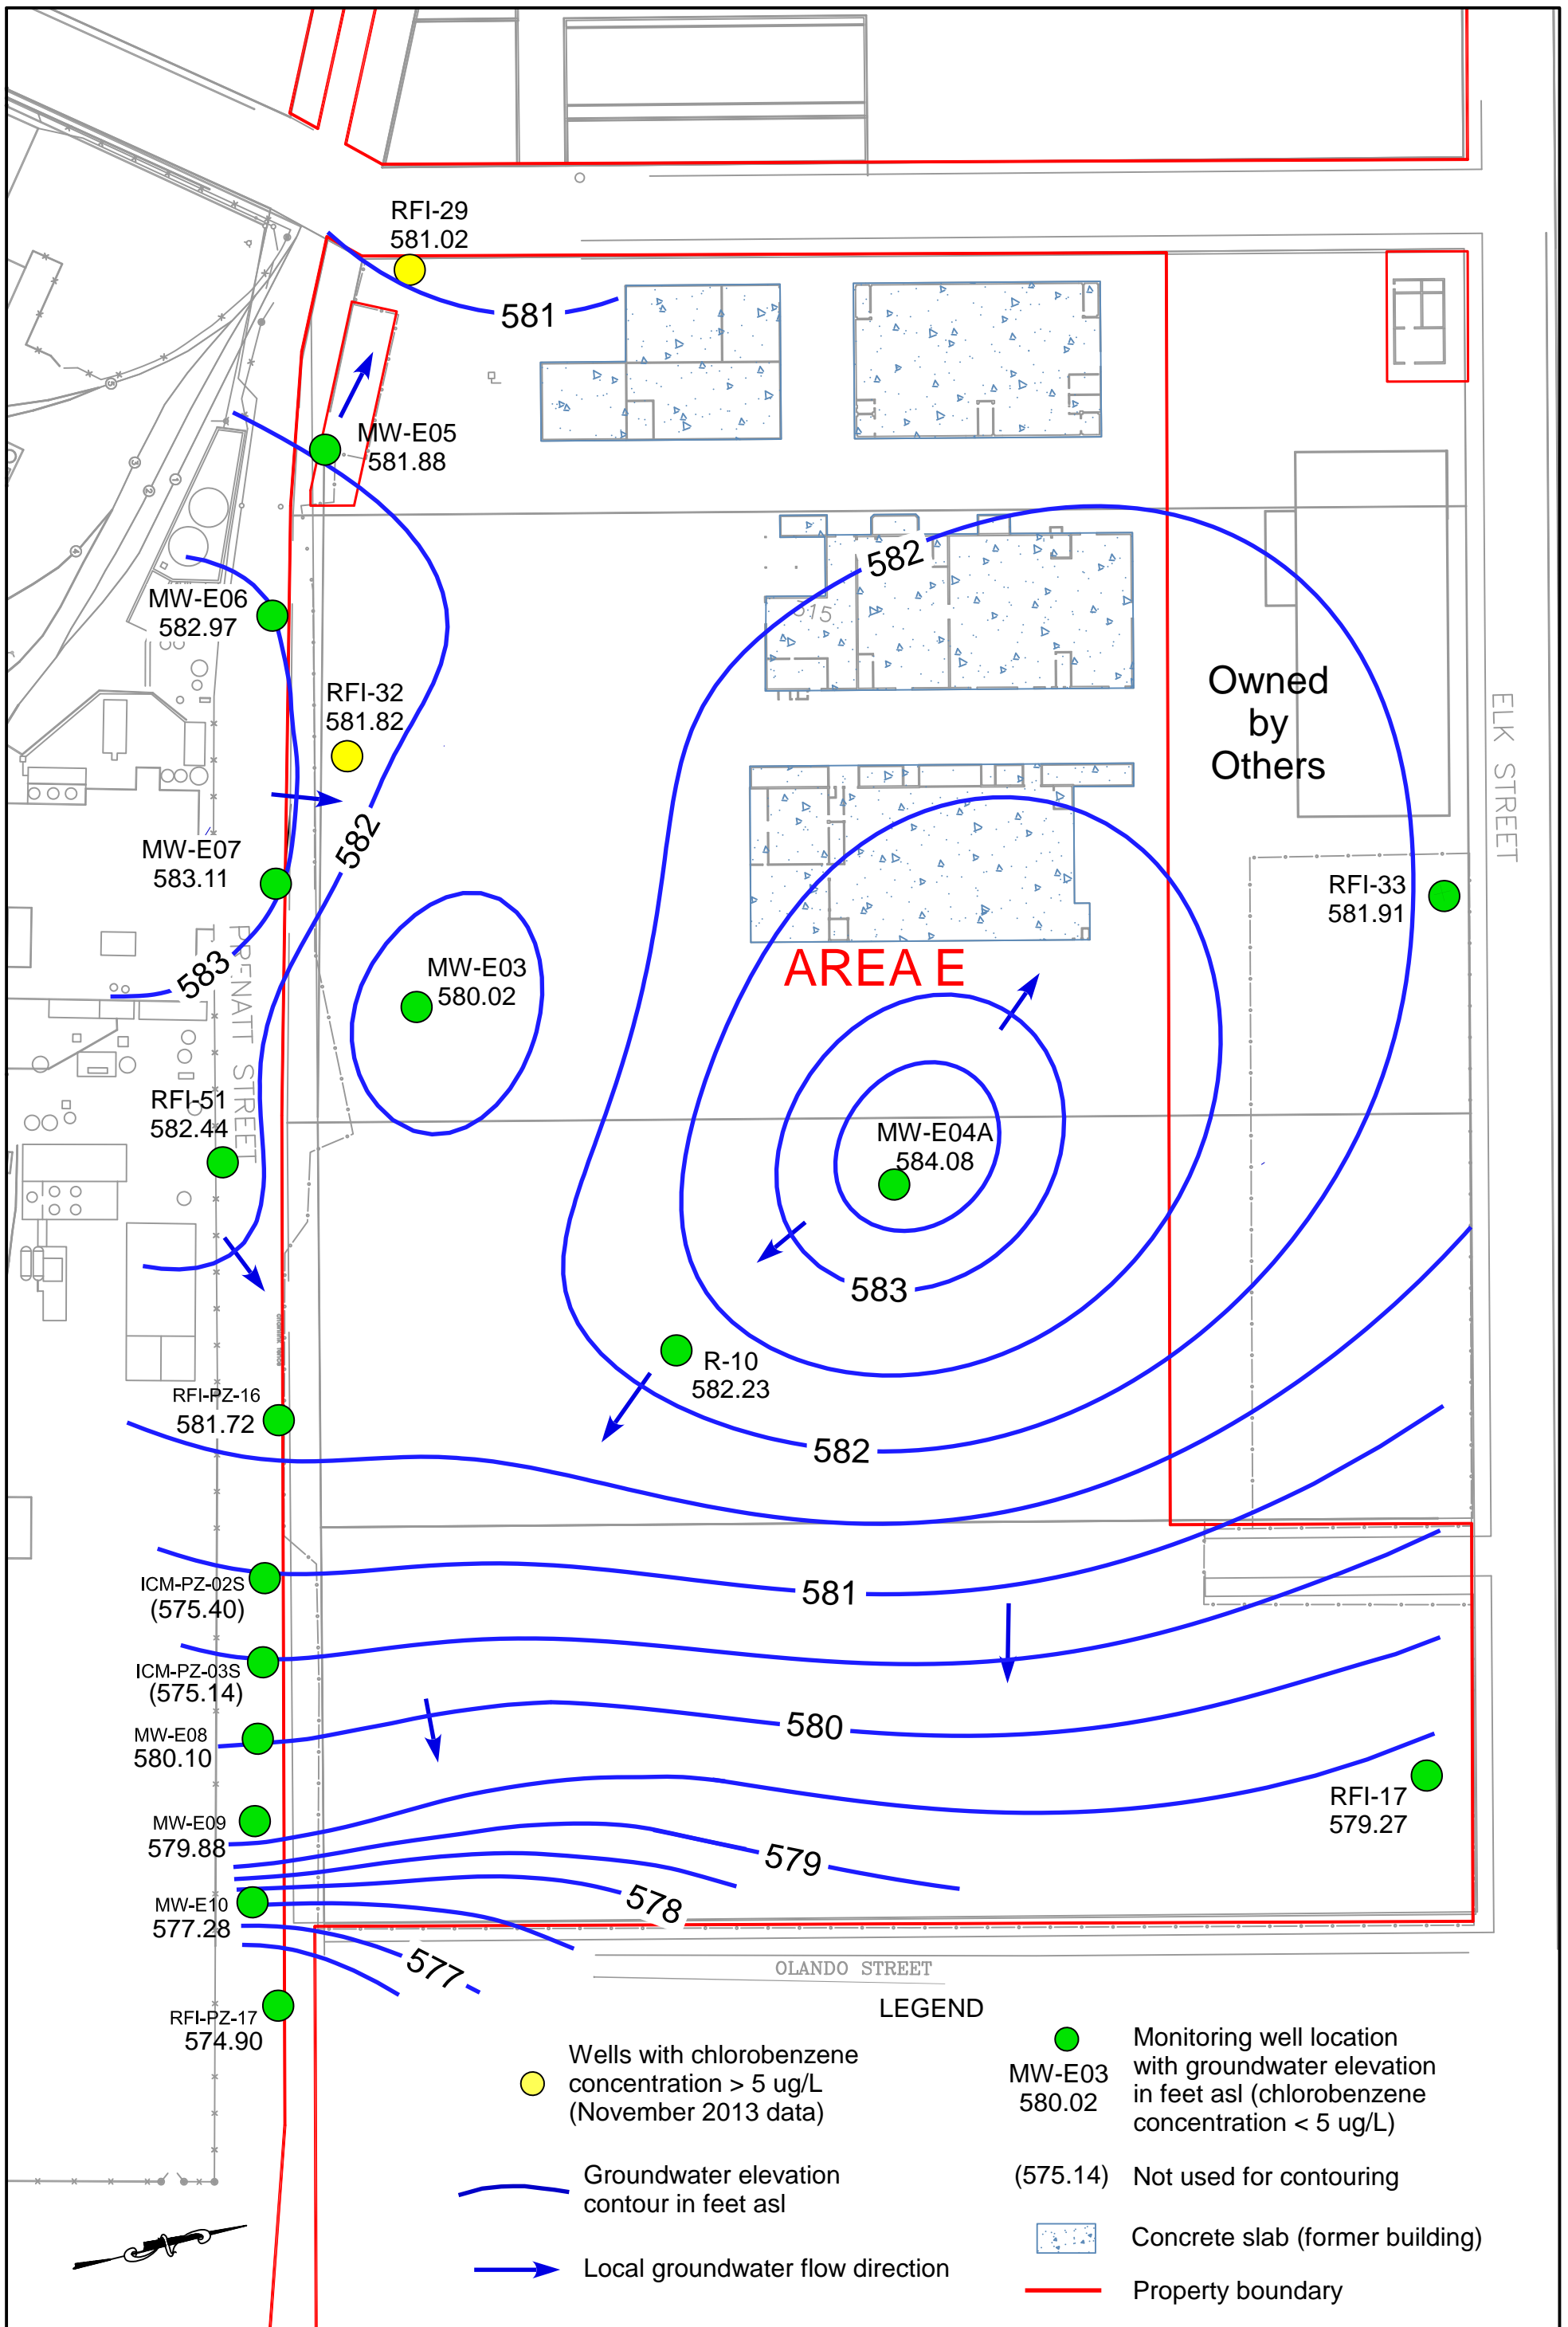 RFI-29
581.02
581
MW-E05
581.88
582
515
MW-E06
582.97
RFI-32
581.82
Owned
by
Others
ELK STREET
582
MW-E07
583.11
RFI-33
581.91
583
PRENATT STREET
AREA E
MW-E03
580.02
RFI-51
582.44
MW-E04A
584.08
583
R-10
582.23
RFI-PZ-16
581.72
582
ICM-PZ-02S
(575.40)
581
ICM-PZ-03S
(575.14)
580
MW-E08
580.10
RFI-17
579.27
MW-E09
579.88
579
MW-E10
577.28
578
577
OLANDO STREET
RFI-PZ-17
574.90
LEGEND
Wells with chlorobenzene
concentration > 5 ug/L
(November 2013 data)
Groundwater elevation
contour in feet asl
Local groundwater flow direction
MW-E03
580.02
Monitoring well location
with groundwater elevation
in feet asl (chlorobenzene
concentration < 5 ug/L)
(575.14) Not used for contouring
Concrete slab (former building)
Property boundary